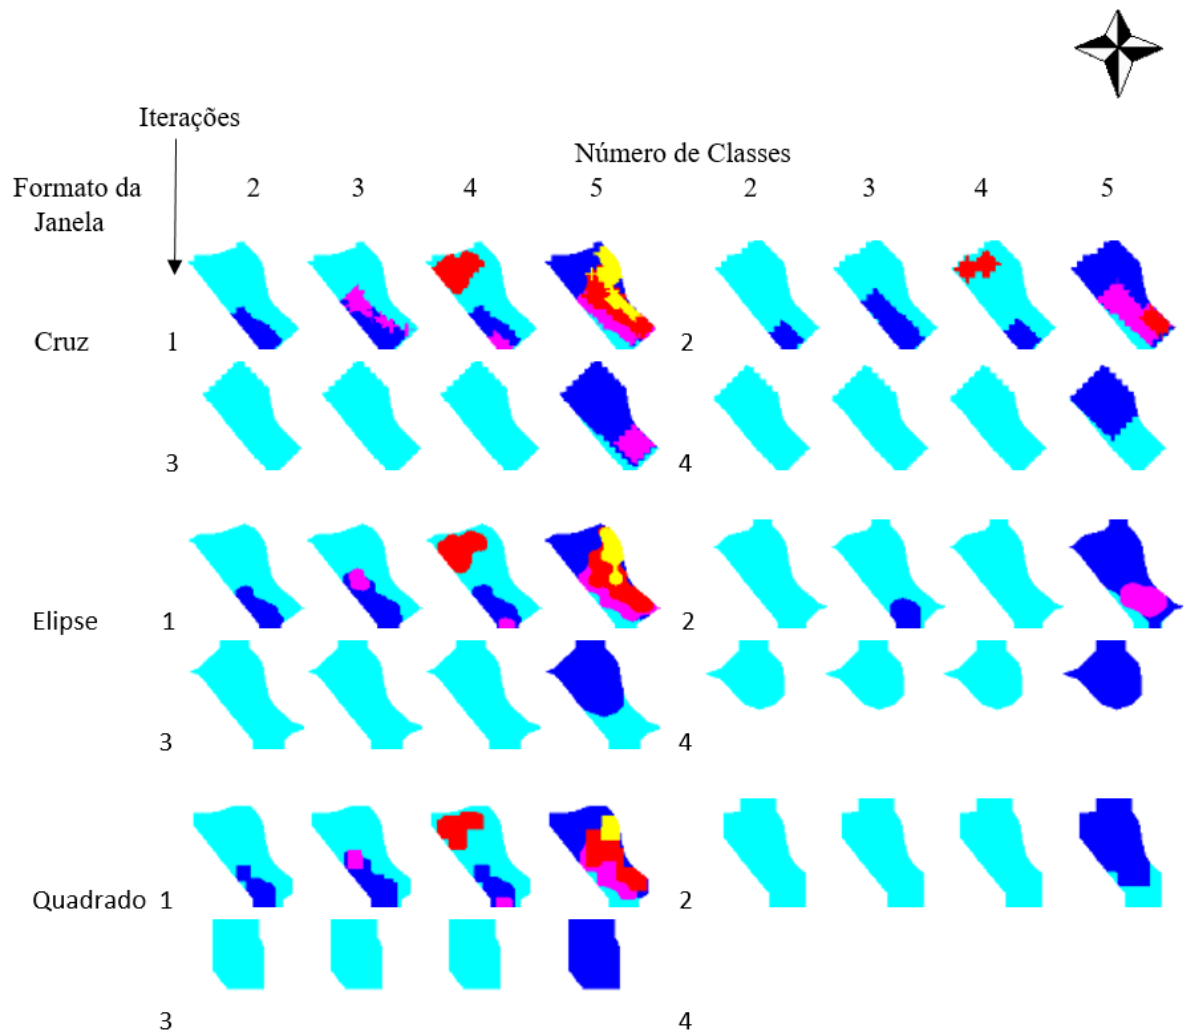 Iterações
Número de Classes
Formato da 2 3 4 5 2 3 4 5
Janela
Cruz 1 2
3 4
Elipse 1 2
3 4
Quadrado 1 2
3 4